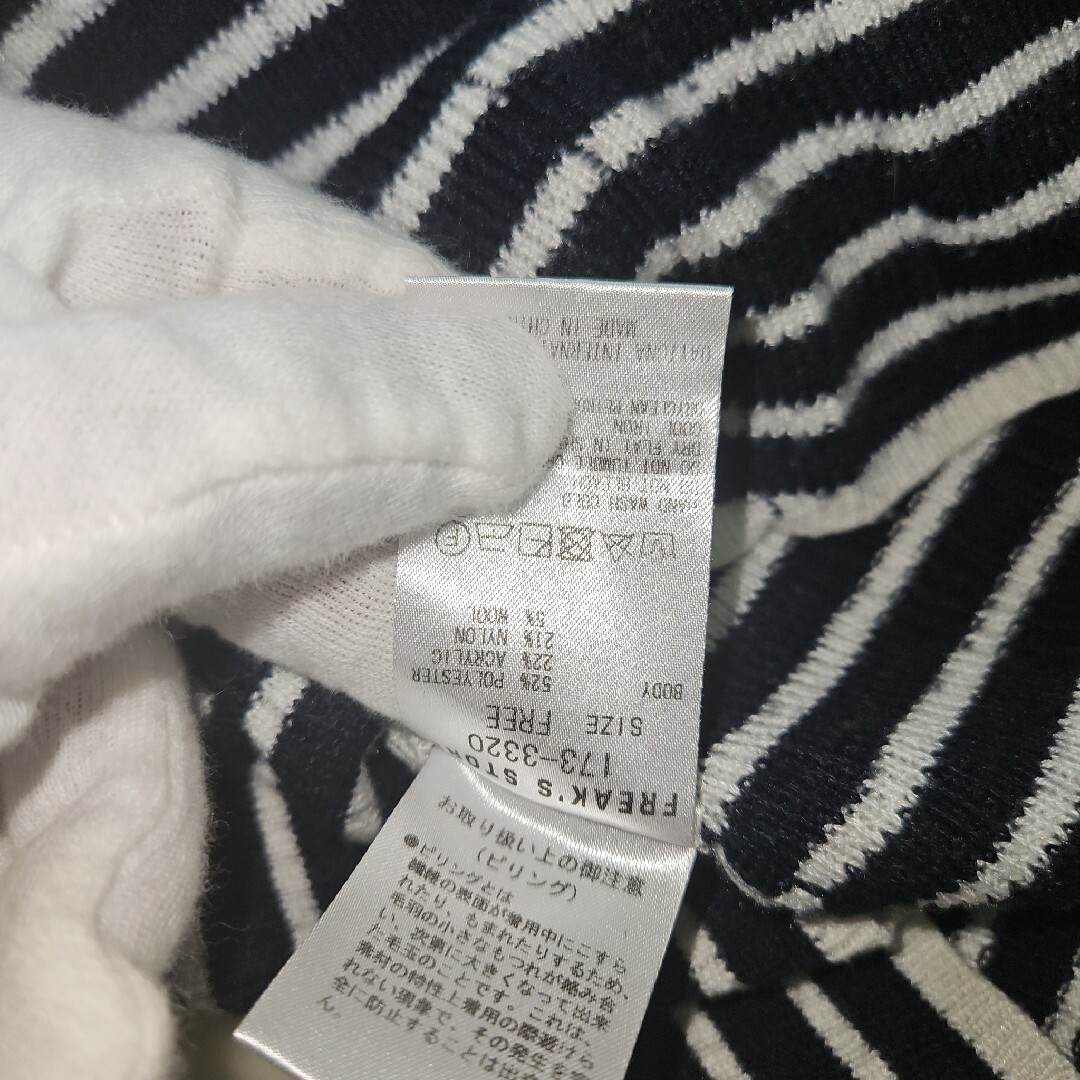 FREAK'S STOR
173-3320
SIZE FREE
BODY
52% POLYESTER
22% ACRYLIC
21% NYLON
5% WOOL
HAND WASH COLD
DO NOT TUMBLE
DRY FLAT IN
COOL IRON
MADE IN
お取り扱い上の御注意
(ピリング)
●ピリングとは
繊維の表面が着用中にこすら
れたり、もまれたりするため、
毛羽の小さなもつれが絡み合
い、次第に大きくなって出来
た毛玉のことです。これは、
素材の特性上着用の際避けら
れない現象で、その発生を完
全に防止することは出
ん。